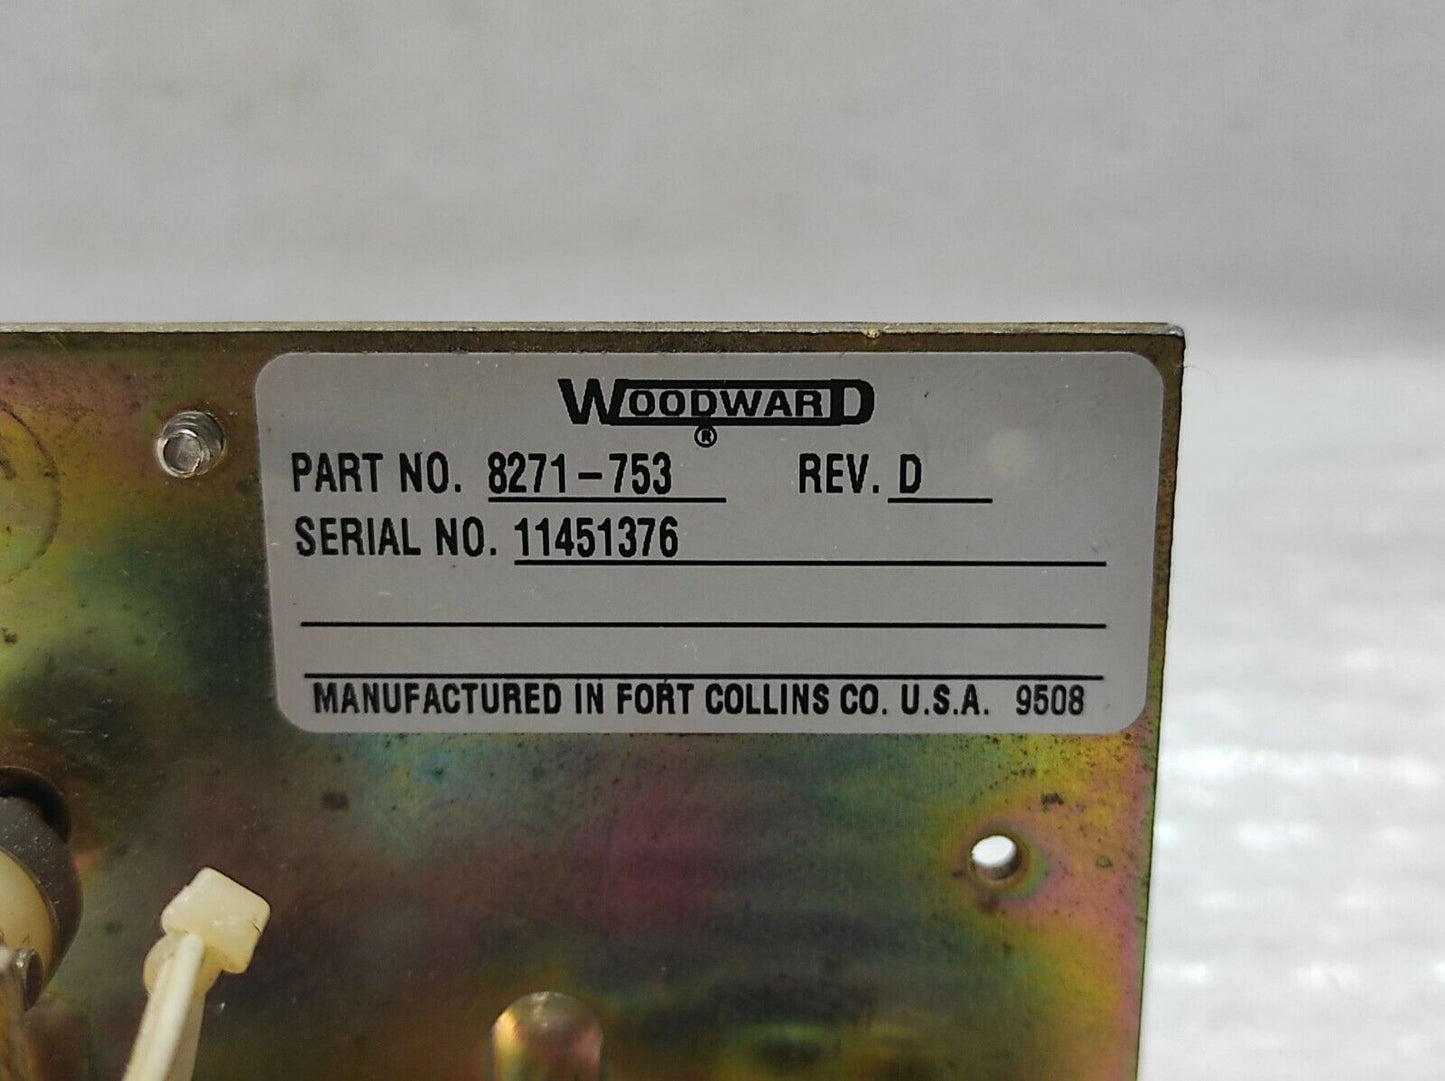 WOODWARD
®
PART NO. 8271-753 REV. D
SERIAL NO. 11451376
MANUFACTURED IN FORT COLLINS CO. U.S.A. 9508